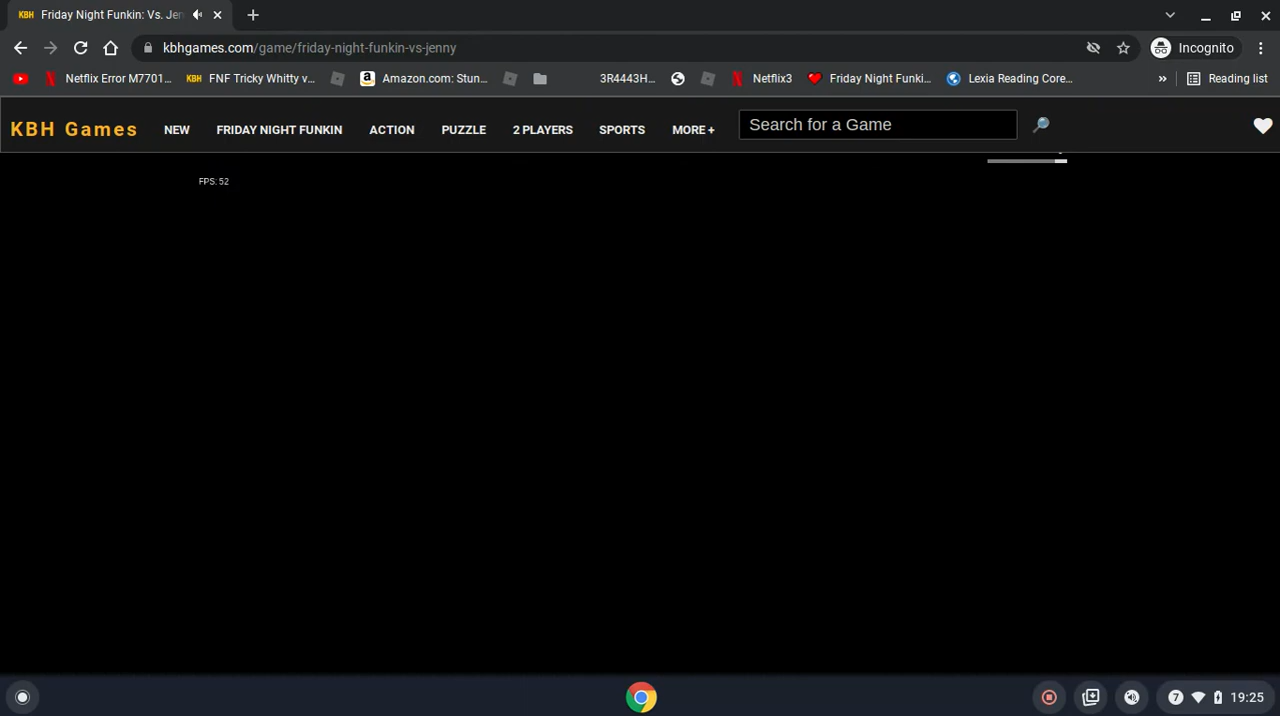 KBH Friday Night Funkin: Vs. Jen
kbhgames.com/game/friday-night-funkin-vs-jenny
Incognito
Netflix Error M7701... KBH FNF Tricky Whitty v... Amazon.com: Stun... 3R4443H... Netflix3 Friday Night Funki... Lexia Reading Core... » Reading list
KBH Games NEW FRIDAY NIGHT FUNKIN ACTION PUZZLE 2 PLAYERS SPORTS MORE + Search for a Game
FPS: 52
7 19:25